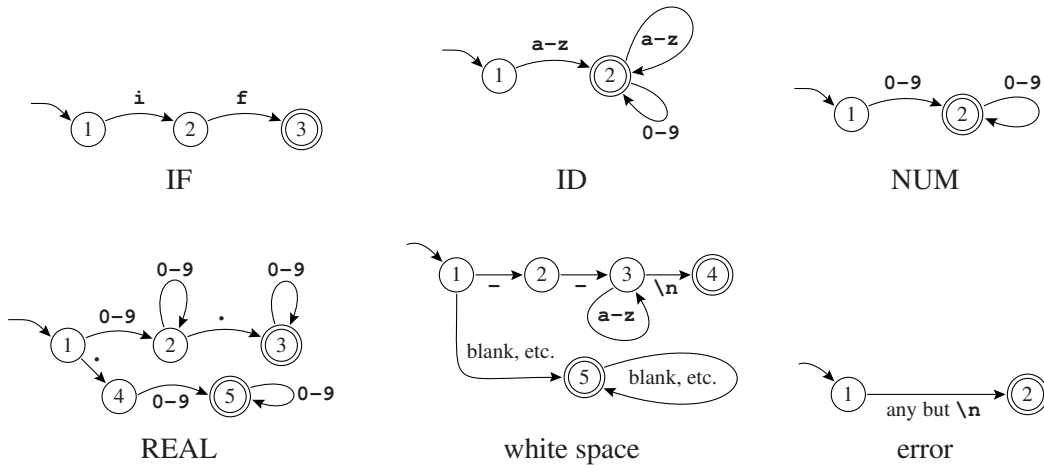 i f
1 2 3
IF
a–z a–z
1 2
0–9
ID
0–9 0–9
1 2
NUM
0–9 0–9
0–9 .
1 2 3
.
4 0–9 5 0–9
REAL
1 – 2 – 3 \n 4
a–z
blank, etc.
5 blank, etc.
white space
1 2
any but \n
error